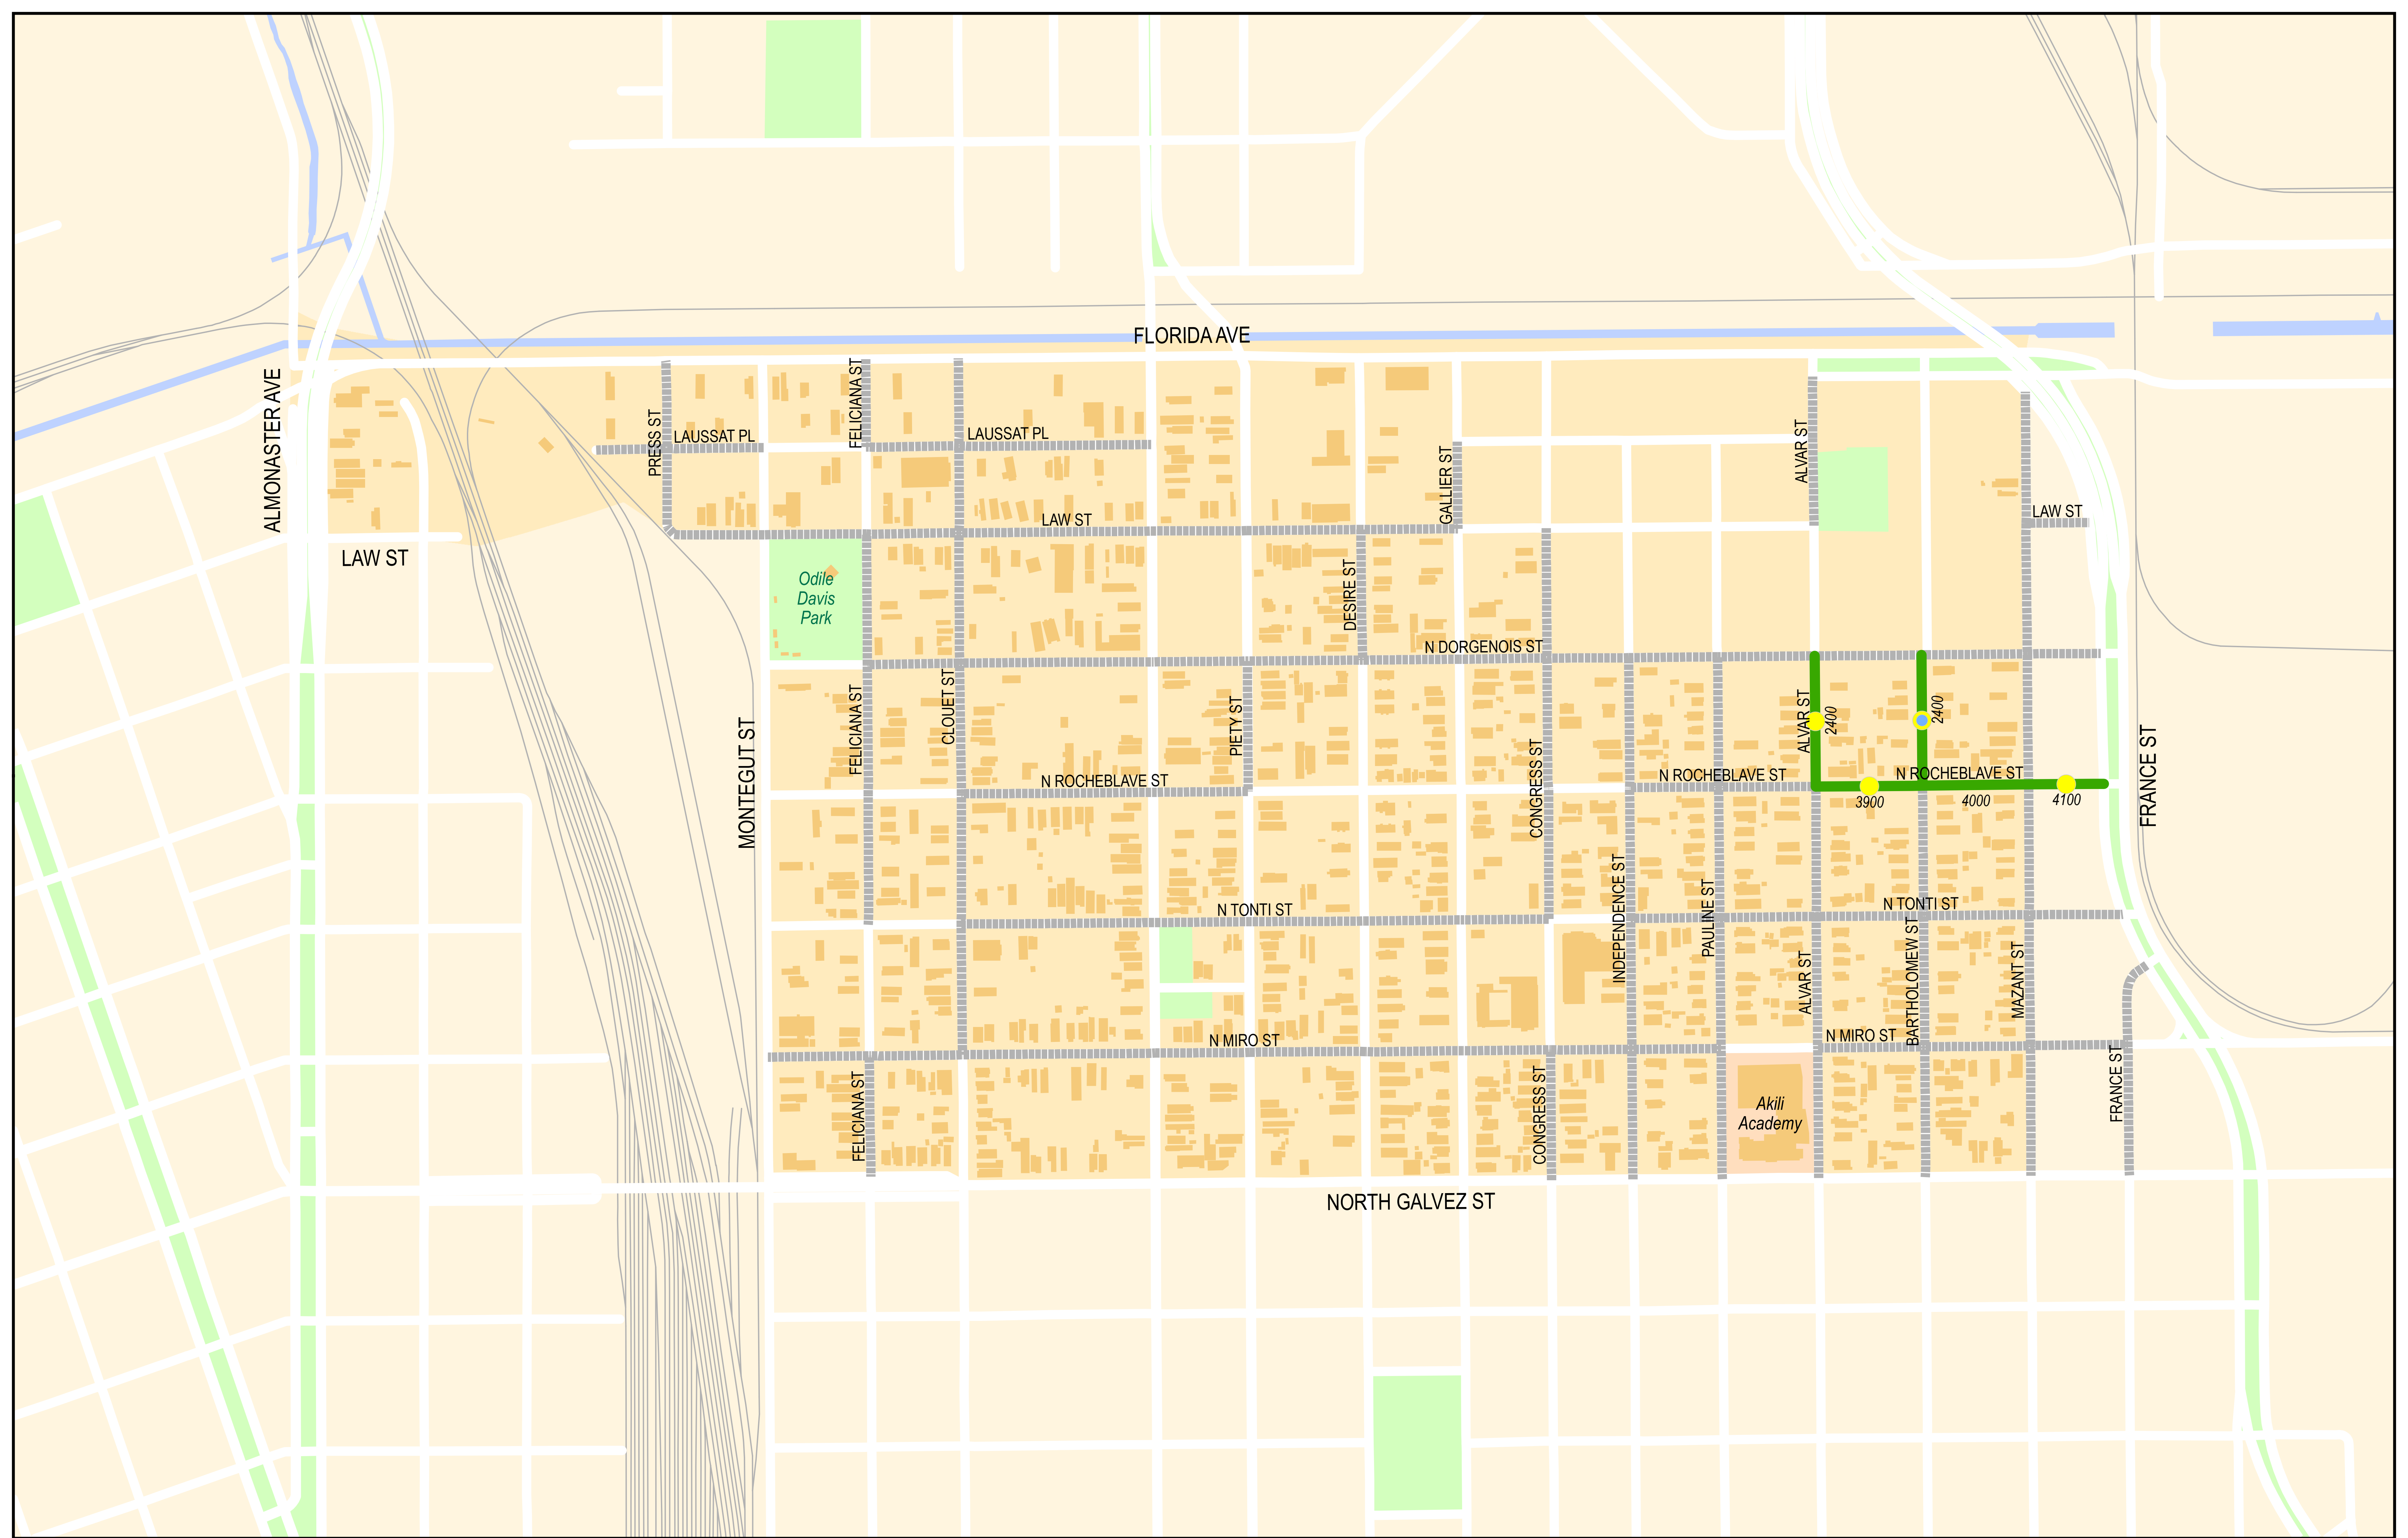 FLORIDA AVE
ALMONASTER AVE
PRESS ST
LAUSSAT PL
FELICIANA ST
LAUSSAT PL
GALLIER ST
ALVAR ST
LAW ST
LAW ST
LAW ST
Odile
Davis
Park
DESIRE ST
N DORGENOIS ST
MONTEGUT ST
FELICIANA ST
CLOUET ST
PIETY ST
ALVAR ST
2400
2400
N ROCHEBLAVE ST
CONGRESS ST
N ROCHEBLAVE ST
N ROCHEBLAVE ST
3900
4000
4100
FRANCE ST
N TONTI ST
INDEPENDENCE ST
PAULINE ST
N TONTI ST
ALVAR ST
BARTHOLOMEW ST
MAZANT ST
N MIRO ST
N MIRO ST
FELICIANA ST
CONGRESS ST
Akili
Academy
FRANCE ST
NORTH GALVEZ ST